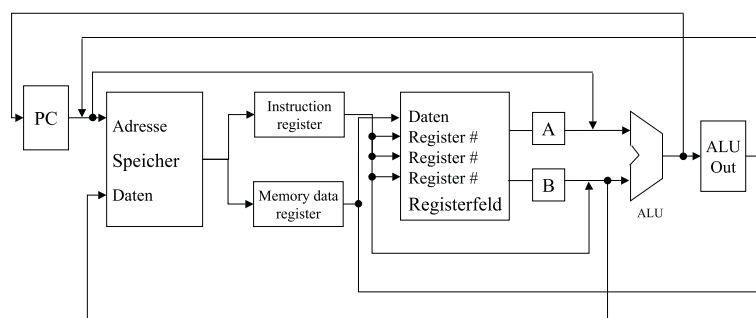 PC
Adresse
Speicher
Daten
Instruction
register
Memory data
register
Daten
Register #
Register #
Register #
Registerfeld
A
B
ALU
ALU
Out